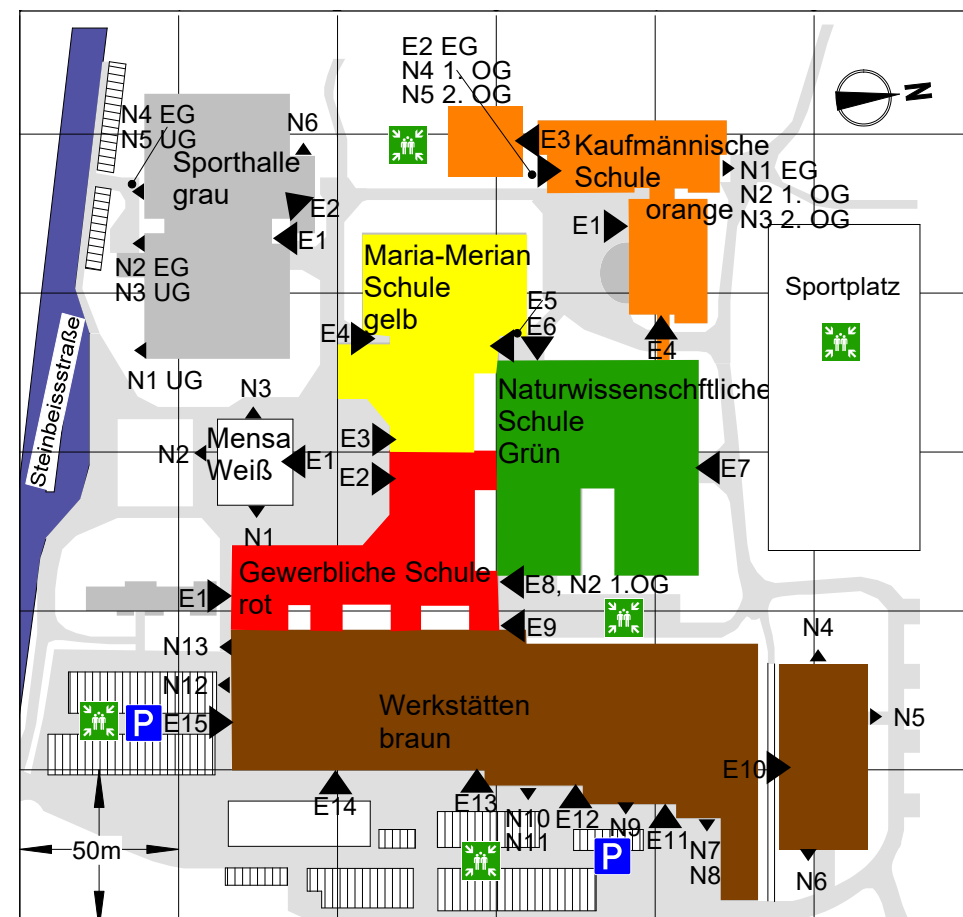 E2 EG
N4 1. OG
N5 2. OG
N
N4 EG
N5 UG
N6
Sporthalle
grau
E3
Kaufmännische
Schule
orange
N1 EG
N2 1. OG
N3 2. OG
E2
E1
E1
N2 EG
N3 UG
Maria-Merian
Schule
gelb
Sportplatz
E5
E6
E4
E4
N1 UG
Steinbeissstraße
N3
Naturwissenschftliche
Schule
Grün
Mensa
Weiß
N2
E1
E3
E2
E7
N1
Gewerbliche Schule
rot
E8, N2 1.OG
E1
E9
N4
N13
N12
E15
P
Werkstätten
braun
N5
E10
E14
E13
N10
N11
E12
N9
E11
N7
N8
P
50m
N6